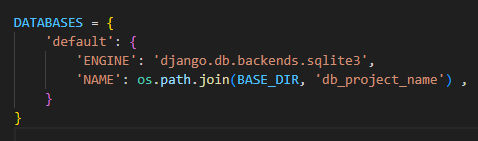 DATABASES = {
    'default': {
        'ENGINE': 'django.db.backends.sqlite3',
        'NAME': os.path.join(BASE_DIR, 'db_project_name') ,
    }
}